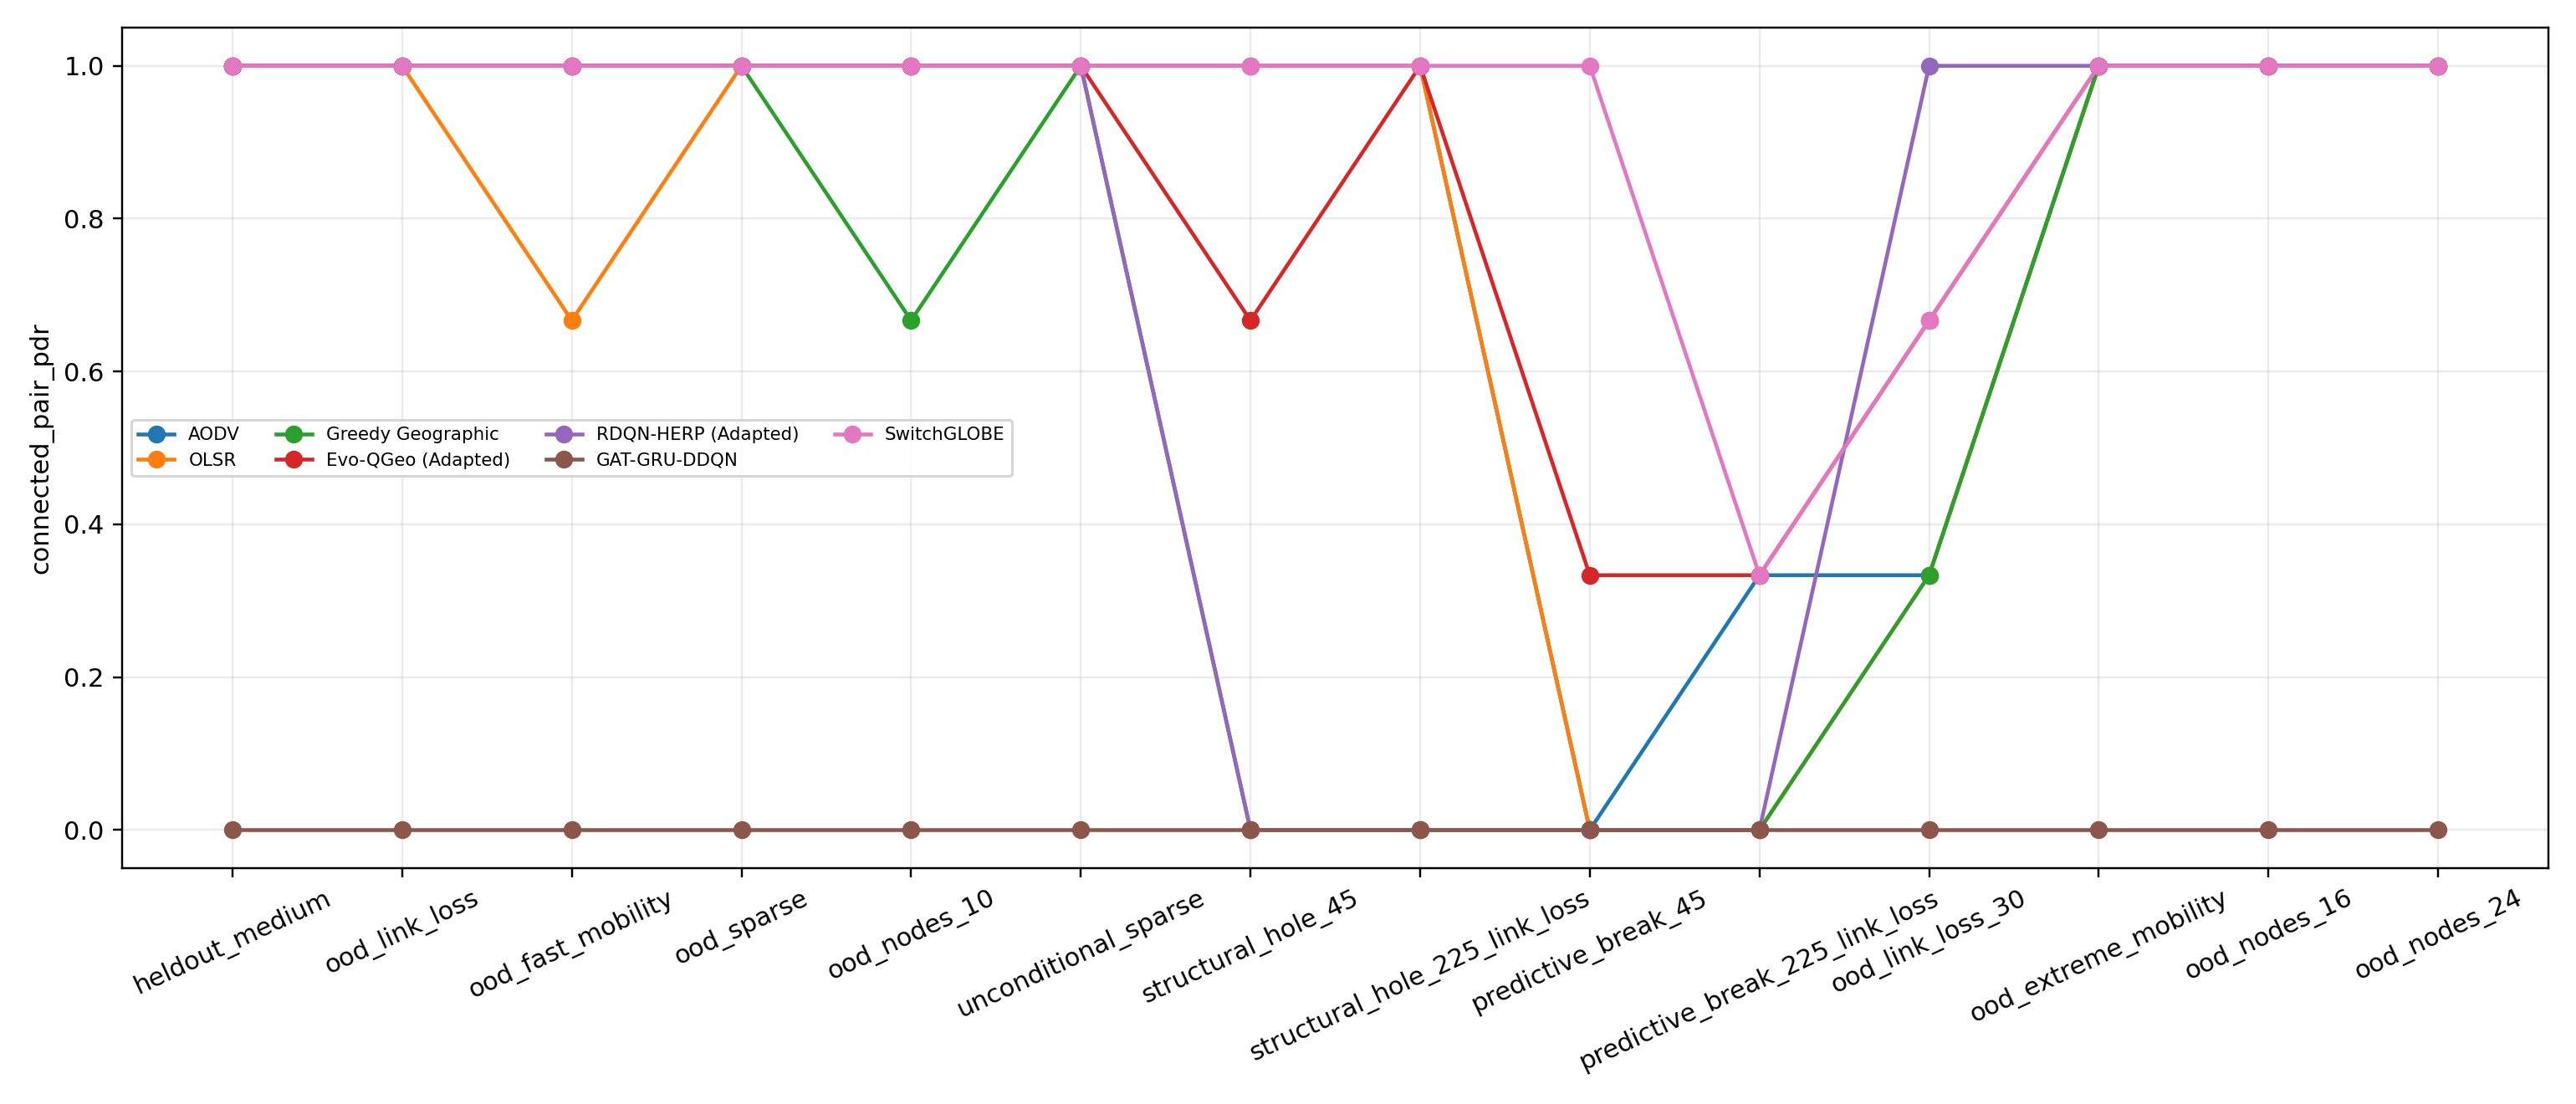 connected_pair_pdr
1.0
0.8
0.6
0.4
0.2
0.0
AODV
OLSR
Greedy Geographic
Evo-QGeo (Adapted)
RDQN-HERP (Adapted)
GAT-GRU-DDQN
SwitchGLOBE
heldout_medium
ood_link_loss
ood_fast_mobility
ood_sparse
ood_nodes_10
unconditional_sparse
structural_hole_45
structural_hole_225_link_loss
predictive_break_45
predictive_break_225_link_loss
ood_link_loss_30
ood_extreme_mobility
ood_nodes_16
ood_nodes_24